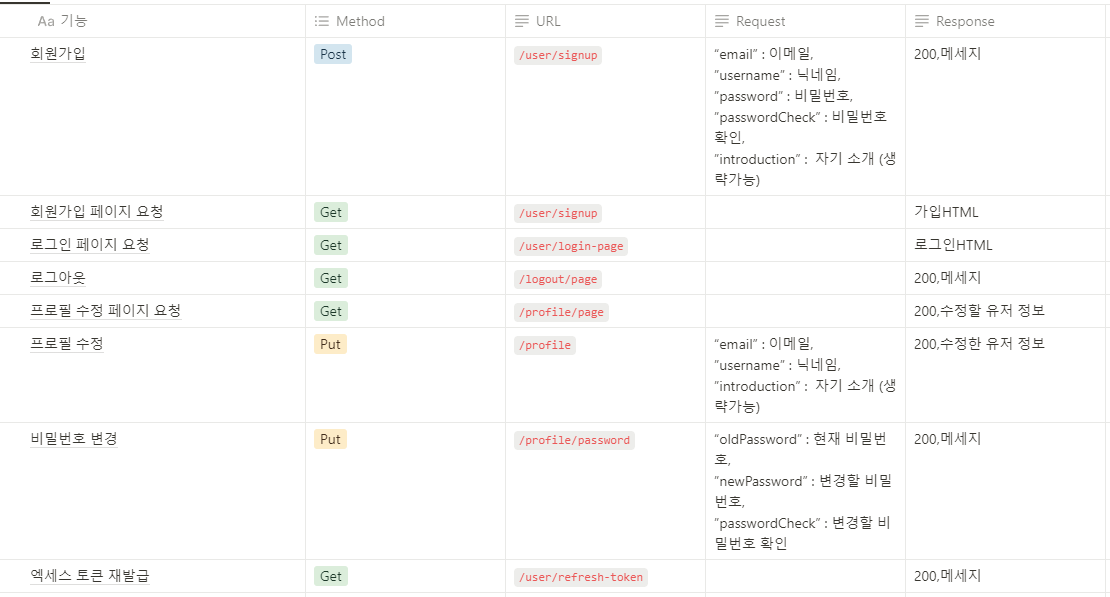 Aa 기능 Method URL Request Response
회원가입 Post /user/signup “email” : 이메일, 200,메세지
“username” : 닉네임,
”password” : 비밀번호,
”passwordCheck” : 비밀번호
확인,
”introduction” : 자기 소개 (생
략가능)
회원가입 페이지 요청 Get /user/signup 가입HTML
로그인 페이지 요청 Get /user/login-page 로그인HTML
로그아웃 Get /logout/page 200,메세지
프로필 수정 페이지 요청 Get /profile/page 200,수정할 유저 정보
프로필 수정 Put /profile “email” : 이메일, 200,수정한 유저 정보
“username” : 닉네임,
”introduction” : 자기 소개 (생
략가능)
비밀번호 변경 Put /profile/password “oldPassword” : 현재 비밀번 200,메세지
호,
”newPassword” : 변경할 비밀
번호,
”passwordCheck” : 변경할 비
밀번호 확인
엑세스 토큰 재발급 Get /user/refresh-token 200,메세지